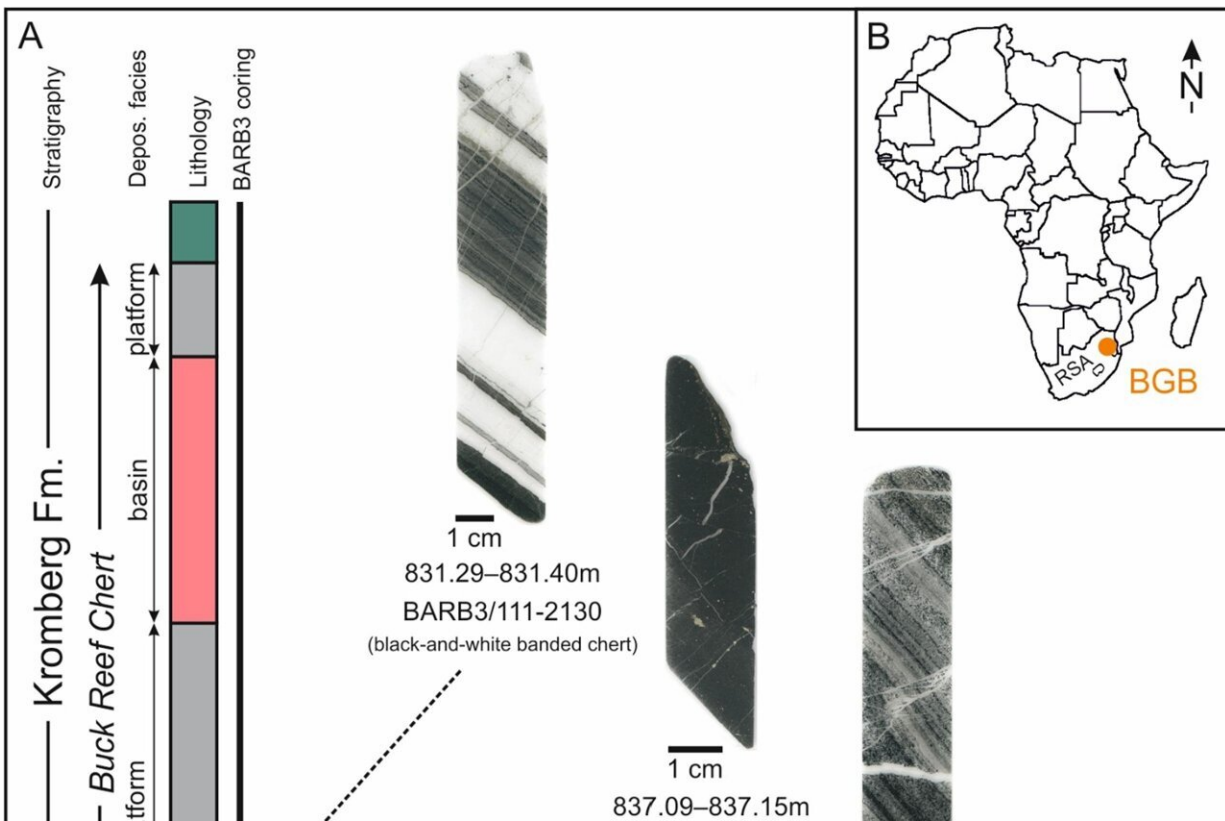 A
Stratigraphy
Depos. facies
Lithology
BARB3 coring
platform
basin
tform
Kromberg Fm.
Buck Reef Chert
1 cm
831.29–831.40m
BARB3/111-2130
(black-and-white banded chert)
1 cm
837.09–837.15m
B
N
RSA
BGB